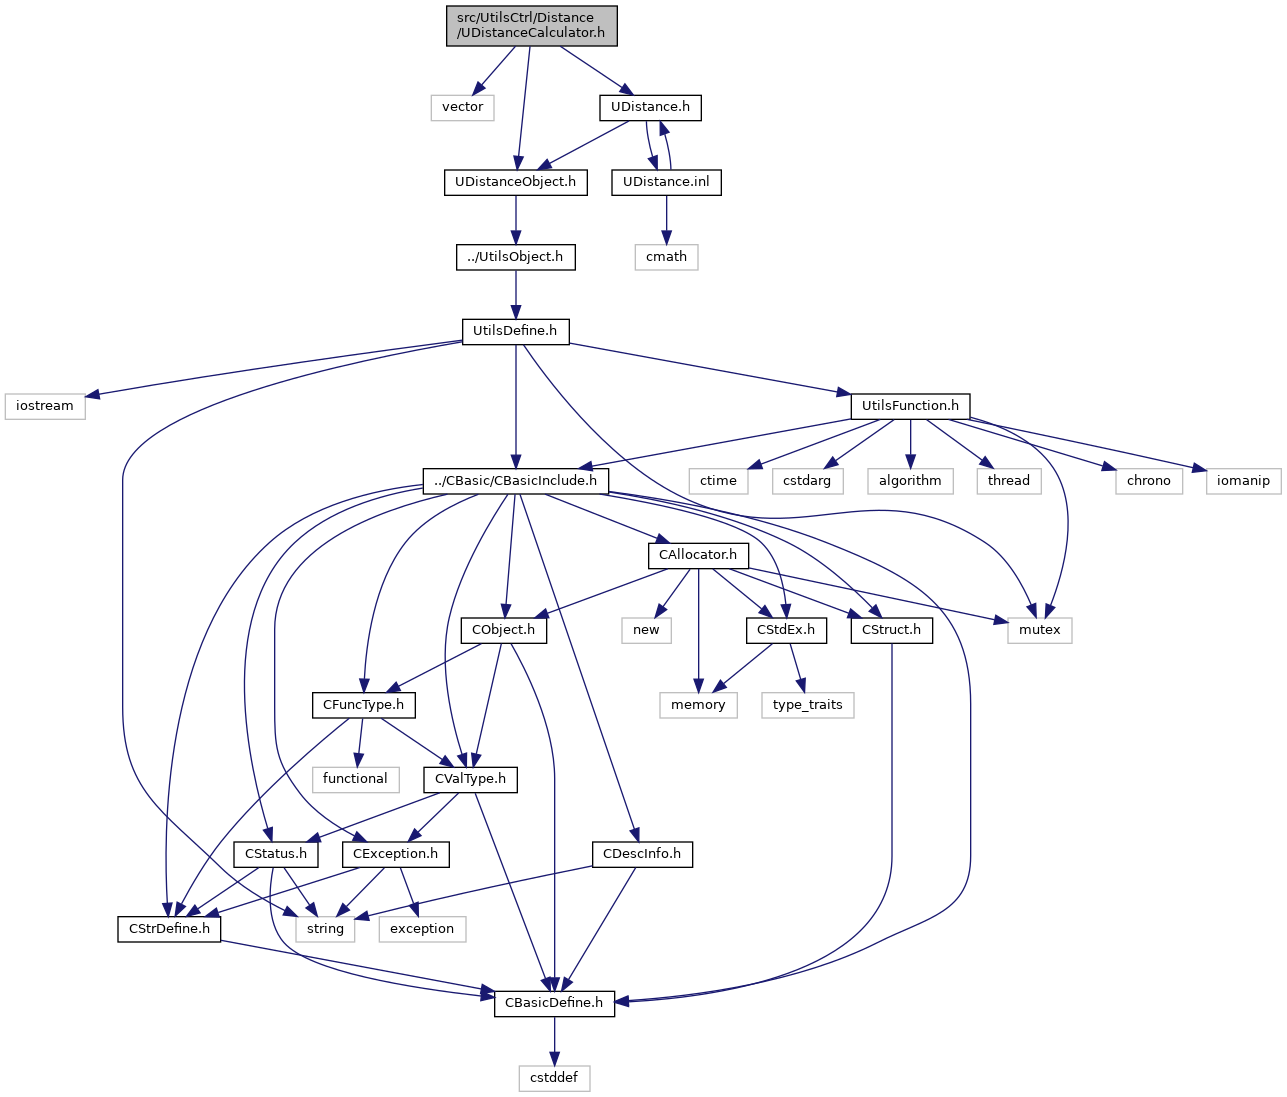 src/UtilsCtrl/Distance
/UDistanceCalculator.h
vector
UDistance.h
UDistanceObject.h
UDistance.inl
../UtilsObject.h
cmath
UtilsDefine.h
iostream
UtilsFunction.h
../CBasic/CBasicInclude.h
ctime
cstdarg
algorithm
thread
chrono
iomanip
CAllocator.h
CObject.h
new
CStdEx.h
CStruct.h
mutex
CFuncType.h
memory
type_traits
functional
CValType.h
CStatus.h
CException.h
CDescInfo.h
CStrDefine.h
string
exception
CBasicDefine.h
cstddef